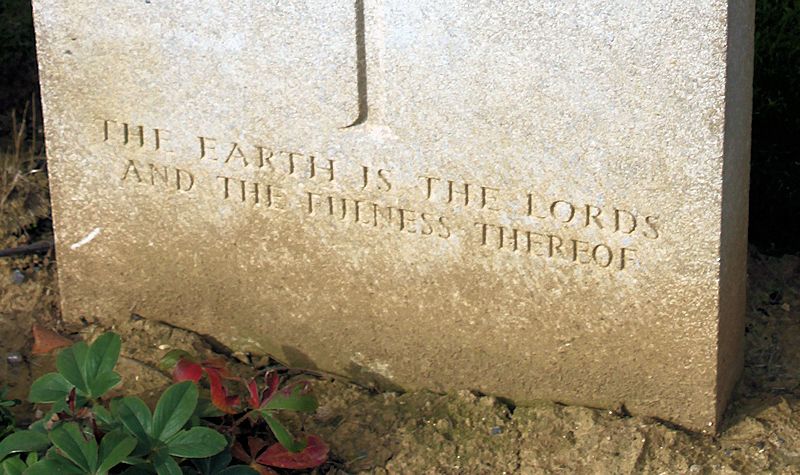 THE EARTH IS THE LORDS
AND THE FULNESS THEREOF